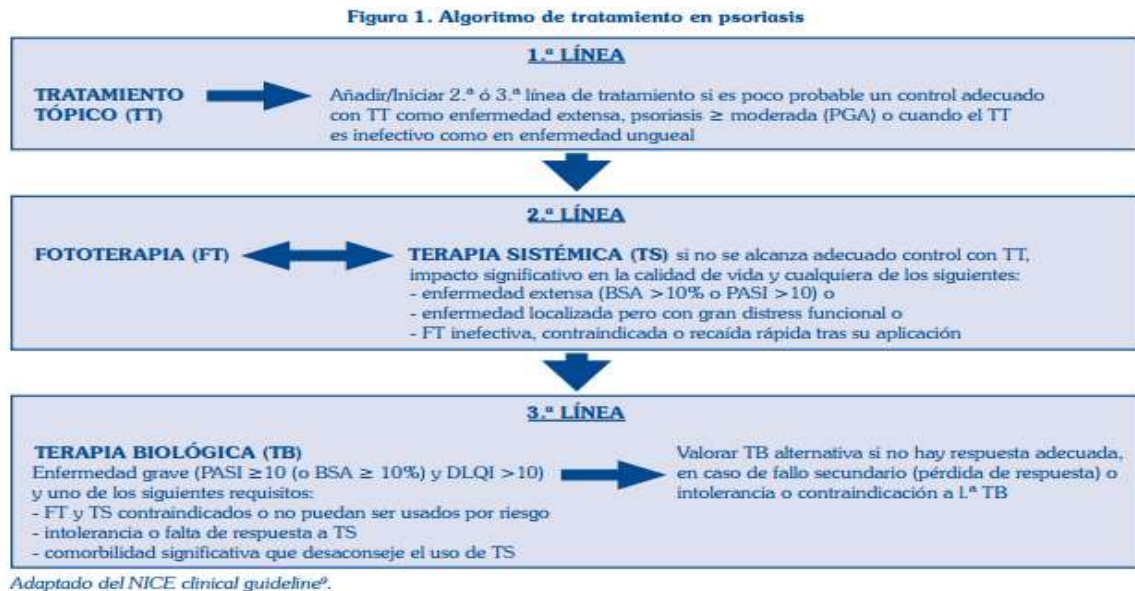 Figura 1. Algoritmo de tratamiento en psoriasis
1.ª LÍNEA
TRATAMIENTO
TÓPICO (TT)
Añadir/Iniciar 2.ª ó 3.ª línea de tratamiento si es poco probable un control adecuado
con TT como enfermedad extensa, psoriasis ≥ moderada (PGA) o cuando el TT
es inefectivo como en enfermedad ungueal
2.ª LÍNEA
FOTOTERAPIA (FT)
TERAPIA SISTÉMICA (TS) si no se alcanza adecuado control con TT,
impacto significativo en la calidad de vida y cualquiera de los siguientes:
- enfermedad extensa (BSA >10% o PASI >10) o
- enfermedad localizada pero con gran distress funcional o
- FT inefectiva, contraindicada o recaída rápida tras su aplicación
3.ª LÍNEA
TERAPIA BIOLÓGICA (TB)
Enfermedad grave (PASI ≥10 (o BSA ≥ 10%) y DLQI >10)
y uno de los siguientes requisitos:
- FT y TS contraindicados o no puedan ser usados por riesgo
- intolerancia o falta de respuesta a TS
- comorbilidad significativa que desaconseje el uso de TS
Valorar TB alternativa si no hay respuesta adecuada,
en caso de fallo secundario (pérdida de respuesta) o
intolerancia o contraindicación a 1.ª TB
Adaptado del NICE clinical guideline⁹.